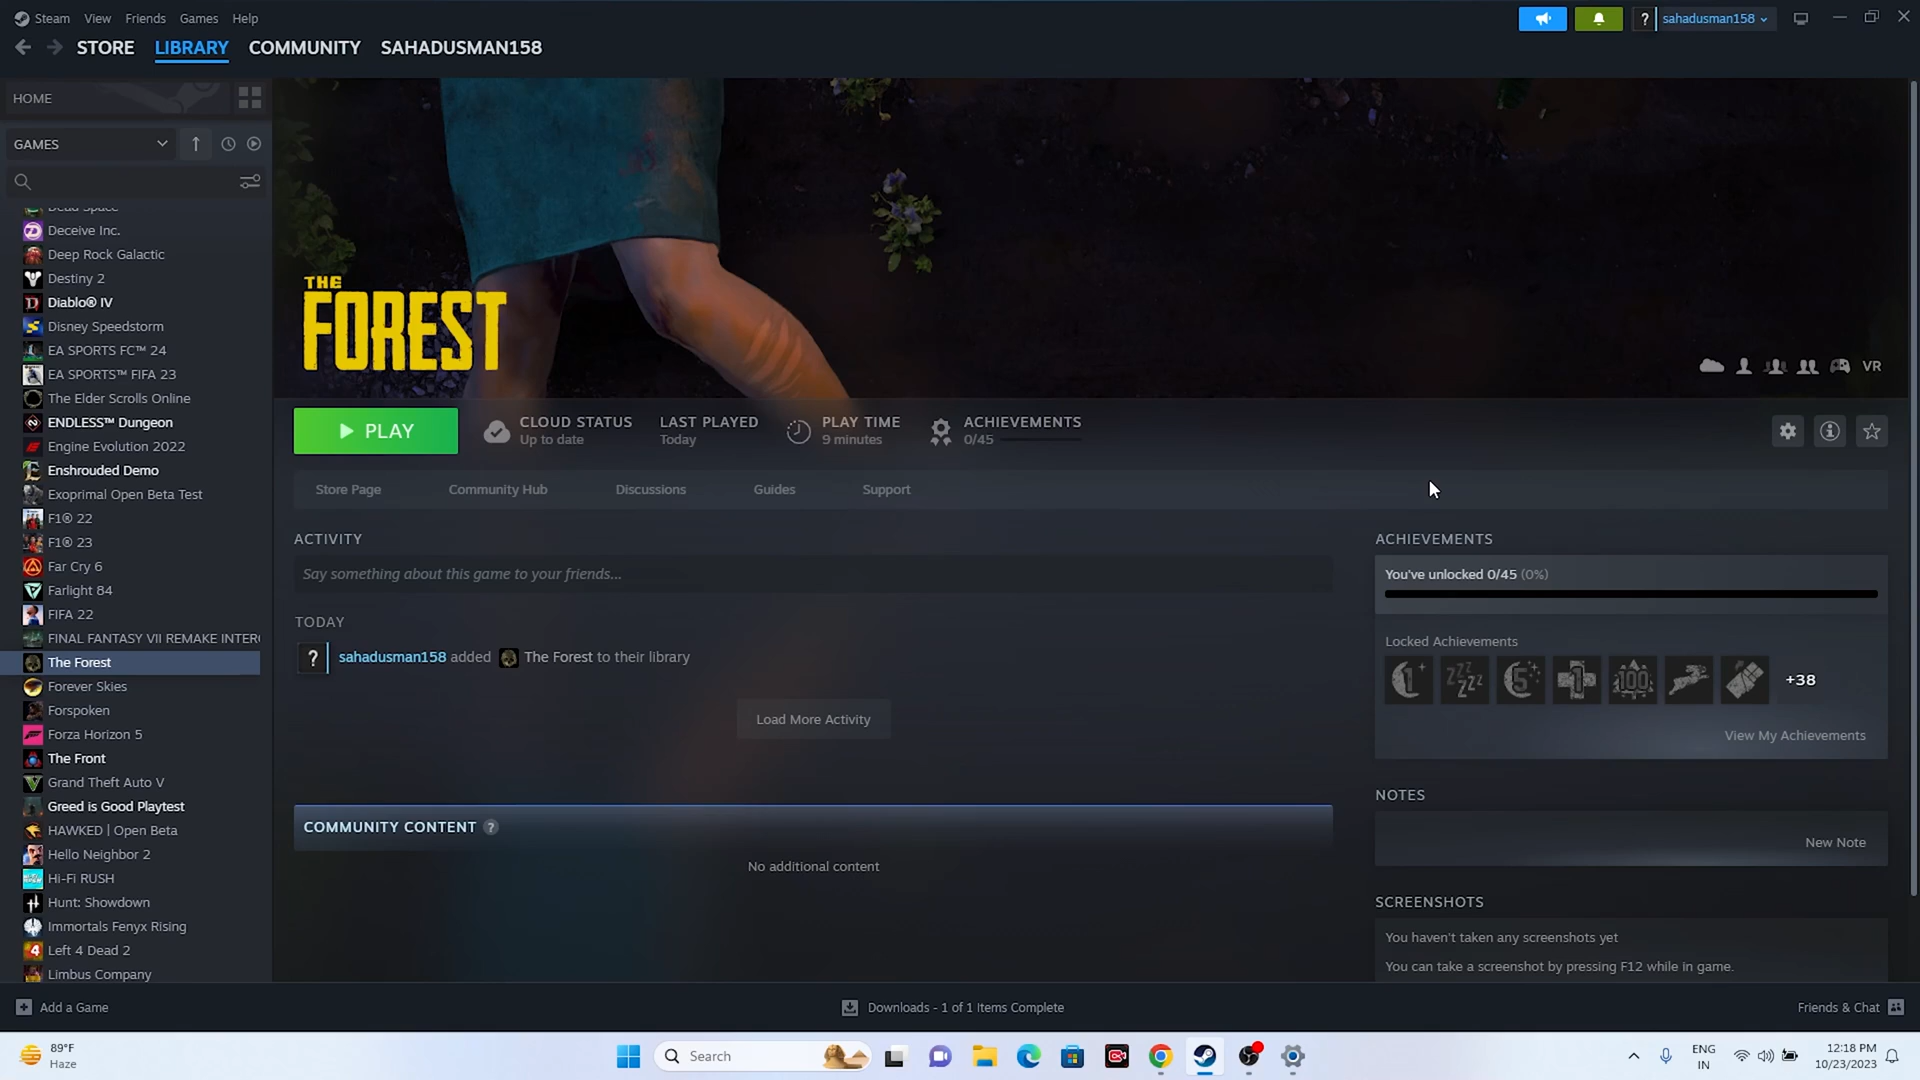 Steam View Friends Games Help
sahadusman158
STORE LIBRARY COMMUNITY SAHADUSMAN158
HOME
GAMES
Dead Space
Deceive Inc.
Deep Rock Galactic
Destiny 2
Diablo® IV
Disney Speedstorm
EA SPORTS FC™ 24
EA SPORTS™ FIFA 23
The Elder Scrolls Online
ENDLESS™ Dungeon
Engine Evolution 2022
Enshrouded Demo
Exoprimal Open Beta Test
F1® 22
F1® 23
Far Cry 6
Farlight 84
FIFA 22
FINAL FANTASY VII REMAKE INTER
The Forest
Forever Skies
Forspoken
Forza Horizon 5
The Front
Grand Theft Auto V
Greed is Good Playtest
HAWKED | Open Beta
Hello Neighbor 2
Hi-Fi RUSH
Hunt: Showdown
Immortals Fenyx Rising
Left 4 Dead 2
Limbus Company
THE
FOREST
VR
PLAY
CLOUD STATUS
Up to date
LAST PLAYED
Today
PLAY TIME
9 minutes
ACHIEVEMENTS
0/45
Store Page Community Hub Discussions Guides Support
ACTIVITY
Say something about this game to your friends...
TODAY
sahadusman158 added The Forest to their library
Load More Activity
COMMUNITY CONTENT ?
No additional content
ACHIEVEMENTS
You've unlocked 0/45 (0%)
Locked Achievements
1 zzz zzz 5 1 100
+38
View My Achievements
NOTES
New Note
SCREENSHOTS
You haven't taken any screenshots yet
You can take a screenshot by pressing F12 while in game.
Add a Game
Downloads - 1 of 1 Items Complete
Friends & Chat
89°F
Haze
Search
ENG
IN
12:18 PM
10/23/2023